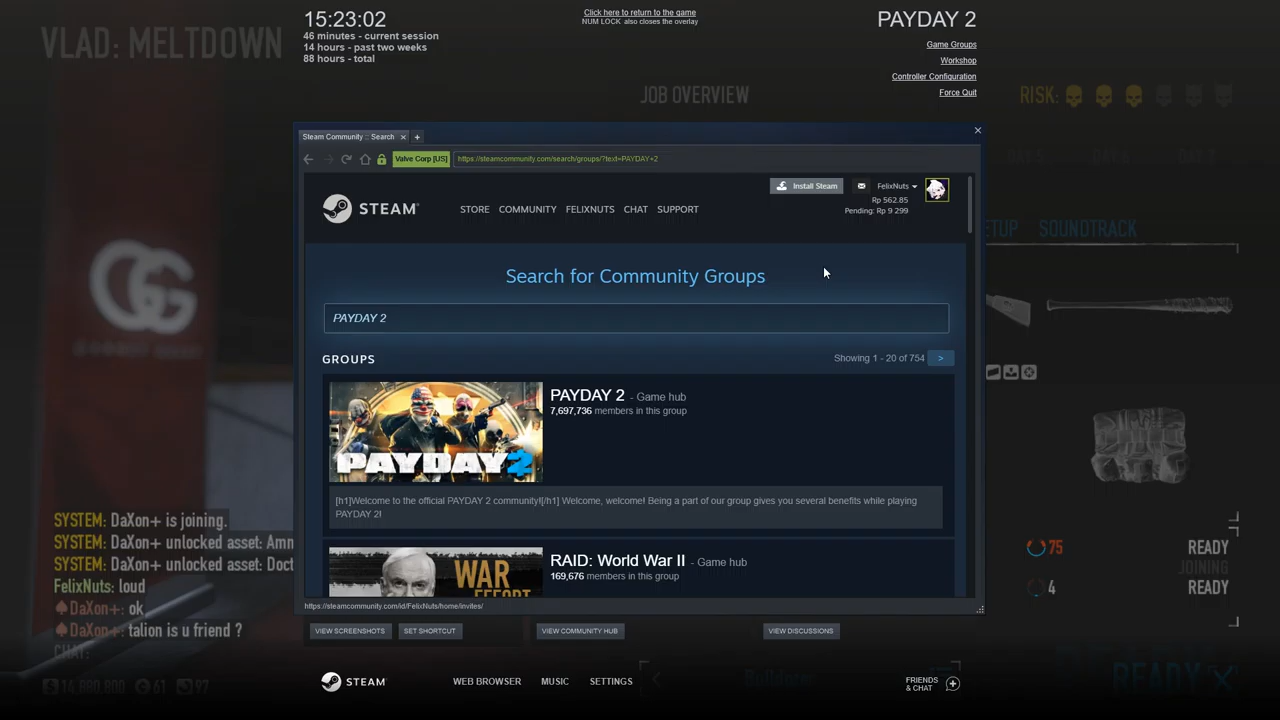 VLAD: MELTDOWN
15:23:02
46 minutes - current session
14 hours - past two weeks
88 hours - total
Click here to return to the game
NUM LOCK also closes the overlay
PAYDAY 2
Game Groups
Workshop
Controller Configuration
Force Quit
JOB OVERVIEW
RISK:
Steam Community :: Search
Valve Corp [US]
https://steamcommunity.com/search/groups/?text=PAYDAY+2
Install Steam
FelixNuts
Rp 562.85
Pending: Rp 9 299
STEAM
STORE COMMUNITY FELIXNUTS CHAT SUPPORT
SOUNDTRACK
Search for Community Groups
PAYDAY 2
GROUPS
Showing 1 - 20 of 754 >
PAYDAY 2 - Game hub
7,697,736 members in this group
PAYDAY 2
[h1]Welcome to the official PAYDAY 2 community![/h1] Welcome, welcome! Being a part of our group gives you several benefits while playing
PAYDAY 2!
RAID: World War II - Game hub
169,676 members in this group
WAR
EFFORT
https://steamcommunity.com/id/FelixNuts/home/invites/
SYSTEM: DaXon+ is joining.
SYSTEM: DaXon+ unlocked asset: Amm
SYSTEM: DaXon+ unlocked asset: Doct
FelixNuts: loud
DaXon+: ok
DaXon+: talion is u friend ?
CHAT:
75 READY
JOINING
4 READY
VIEW SCREENSHOTS SET SHORTCUT VIEW COMMUNITY HUB VIEW DISCUSSIONS
STEAM
WEB BROWSER MUSIC SETTINGS
FRIENDS
& CHAT
READY